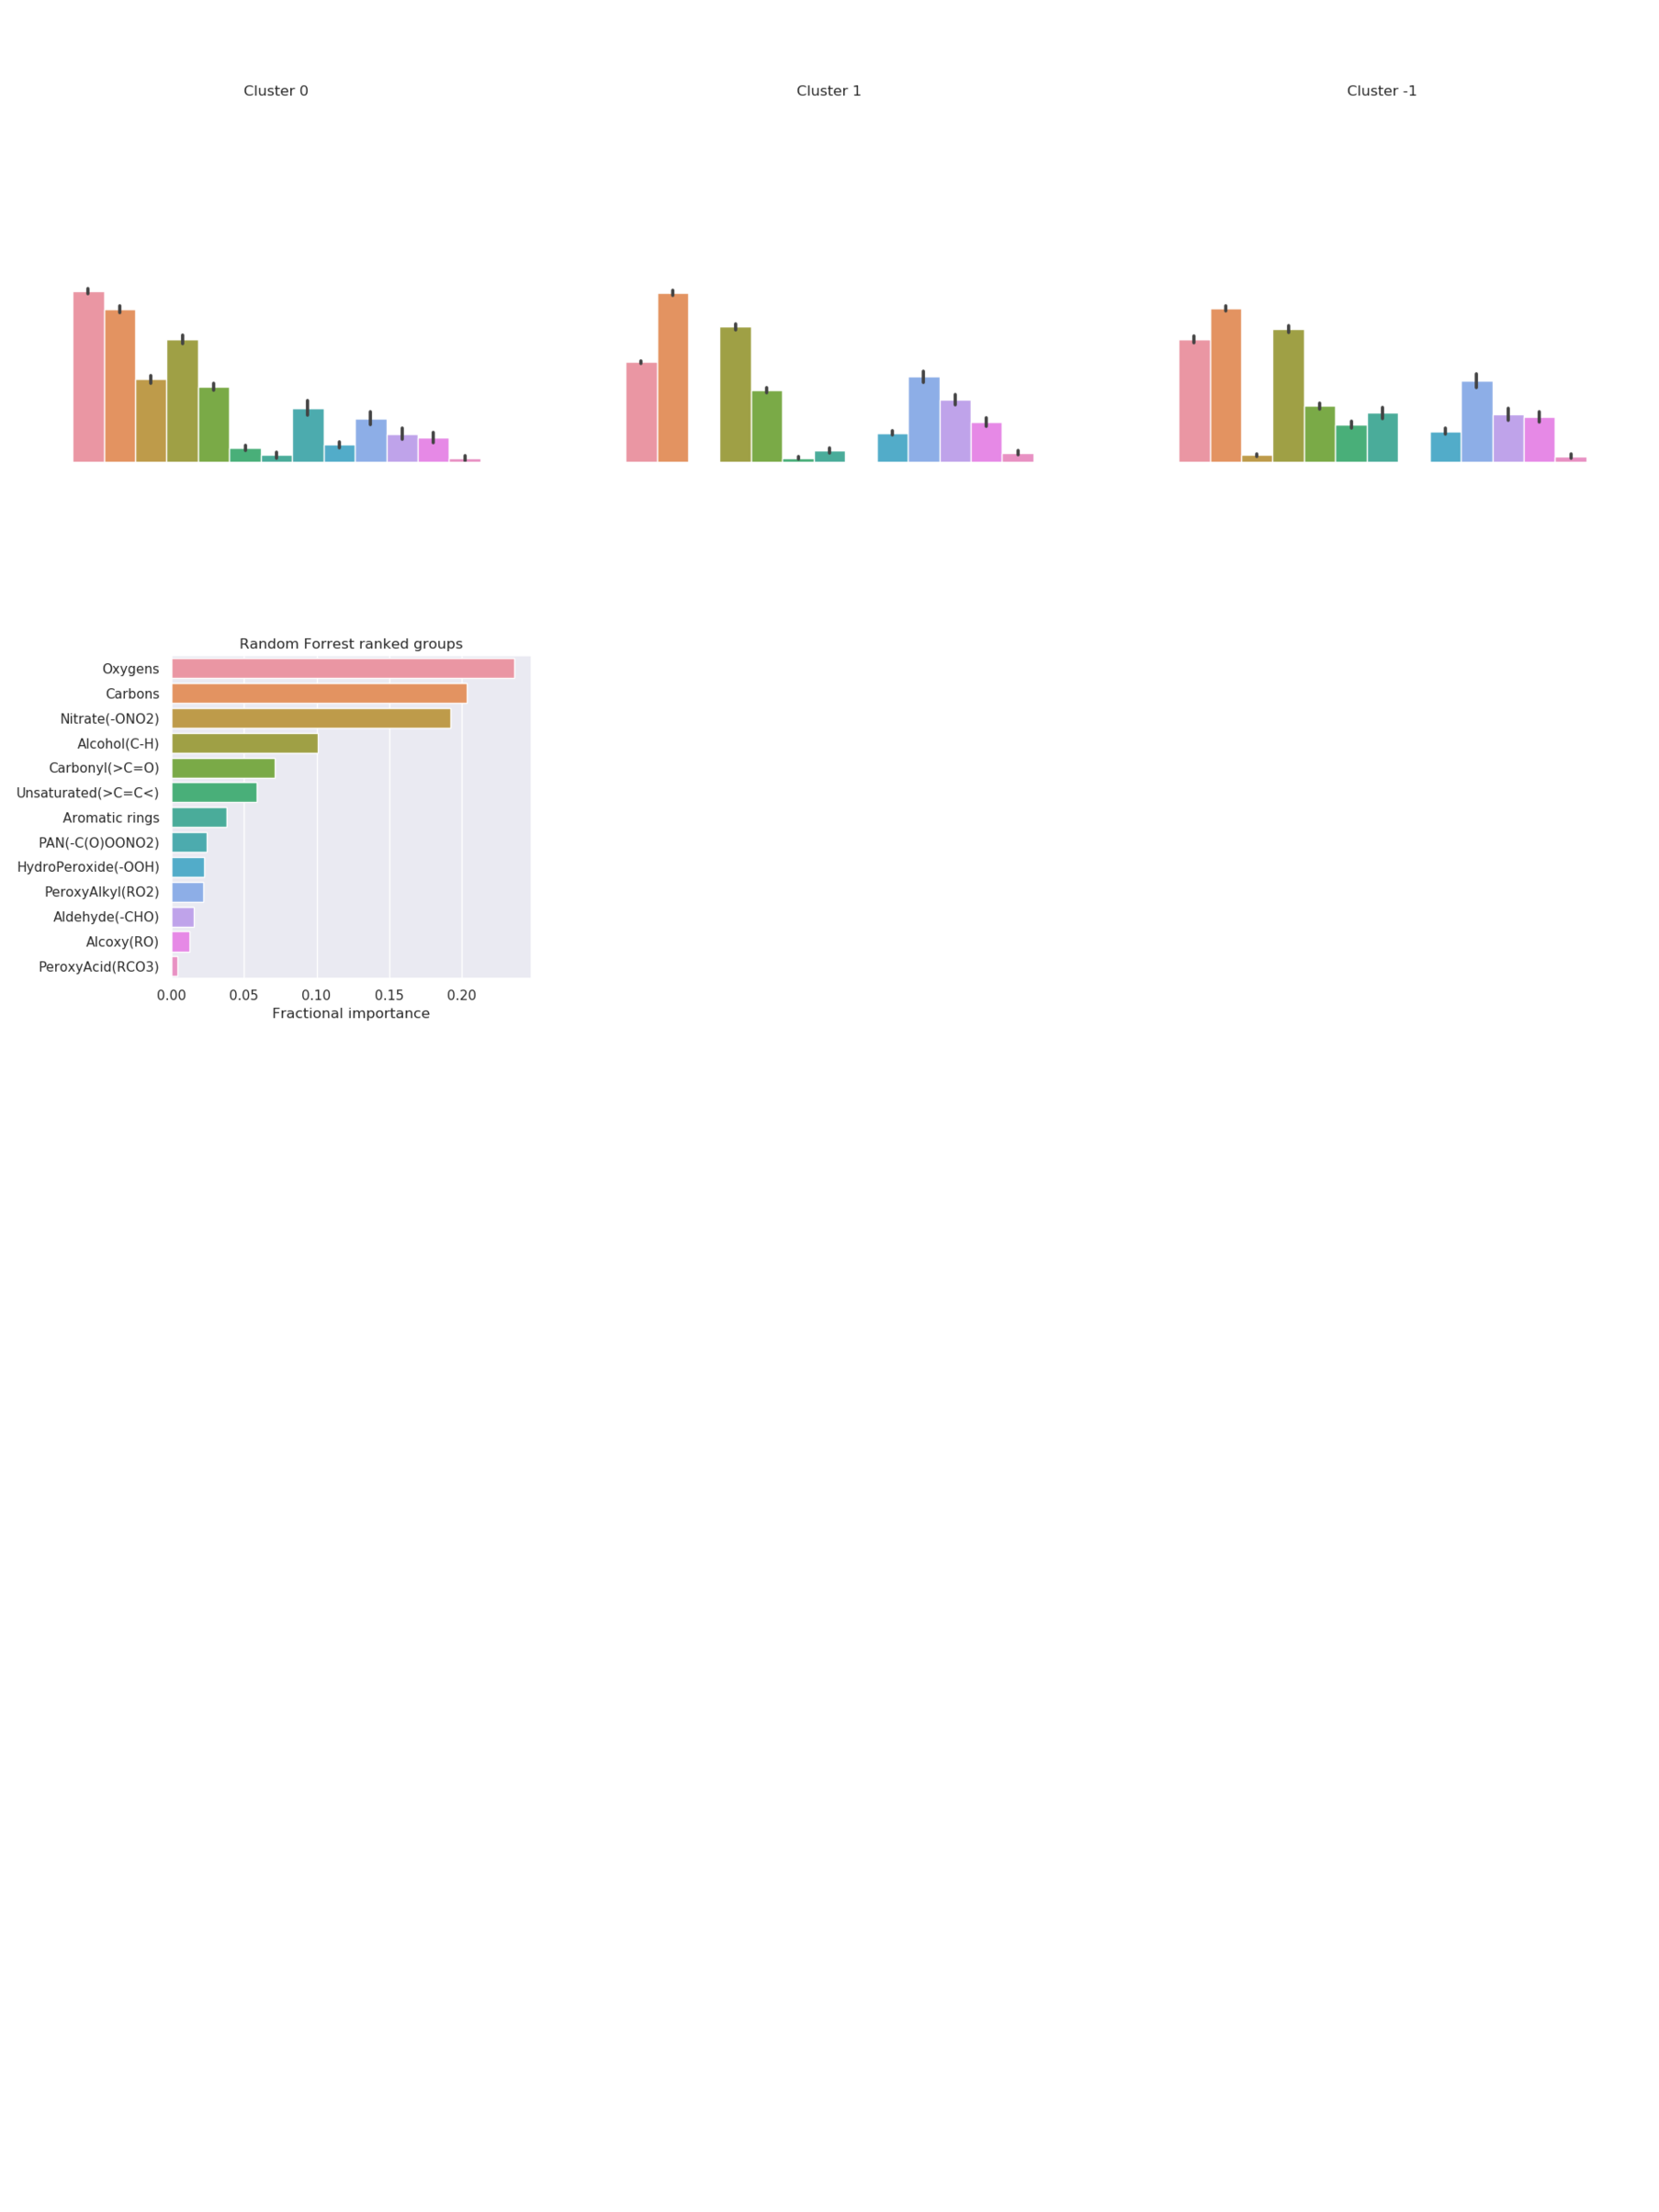 Cluster 0
Cluster 1
Cluster -1
Random Forrest ranked groups
Oxygens
Carbons
Nitrate(-ONO2)
Alcohol(C-H)
Carbonyl(>C=O)
Unsaturated(>C=C<)
Aromatic rings
PAN(-C(O)OONO2)
HydroPeroxide(-OOH)
PeroxyAlkyl(RO2)
Aldehyde(-CHO)
Alcoxy(RO)
PeroxyAcid(RCO3)
0.00 0.05 0.10 0.15 0.20
Fractional importance